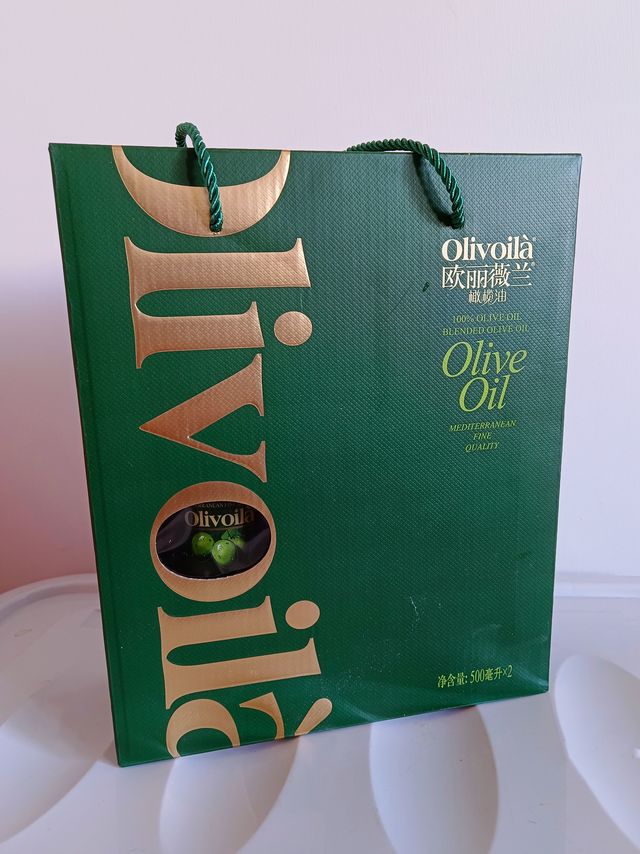 Olivoilà
Olivoilà®
欧丽薇兰®
橄榄油
100% OLIVE OIL
BLENDED OLIVE OIL
Olive
Oil
MEDITERRANEAN
FINE
QUALITY
Olivoilà
净含量: 500毫升×2